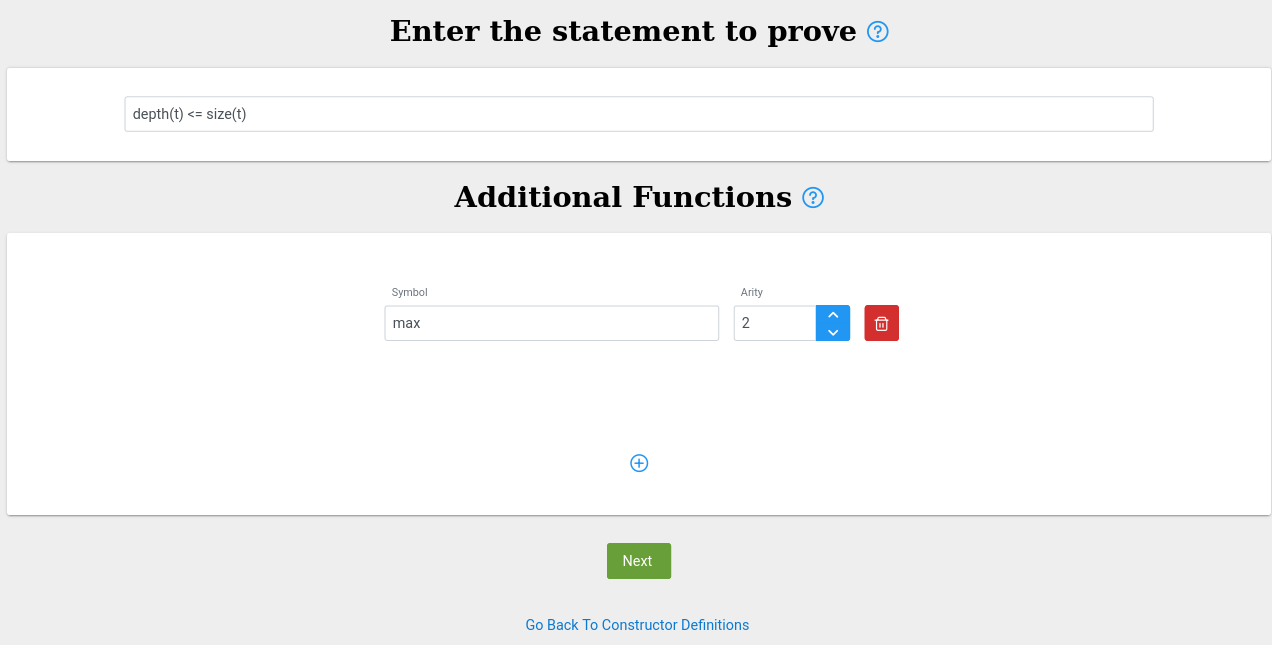 Enter the statement to prove
depth(t) <= size(t)
Additional Functions
Symbol Arity
max 2
Next
Go Back To Constructor Definitions